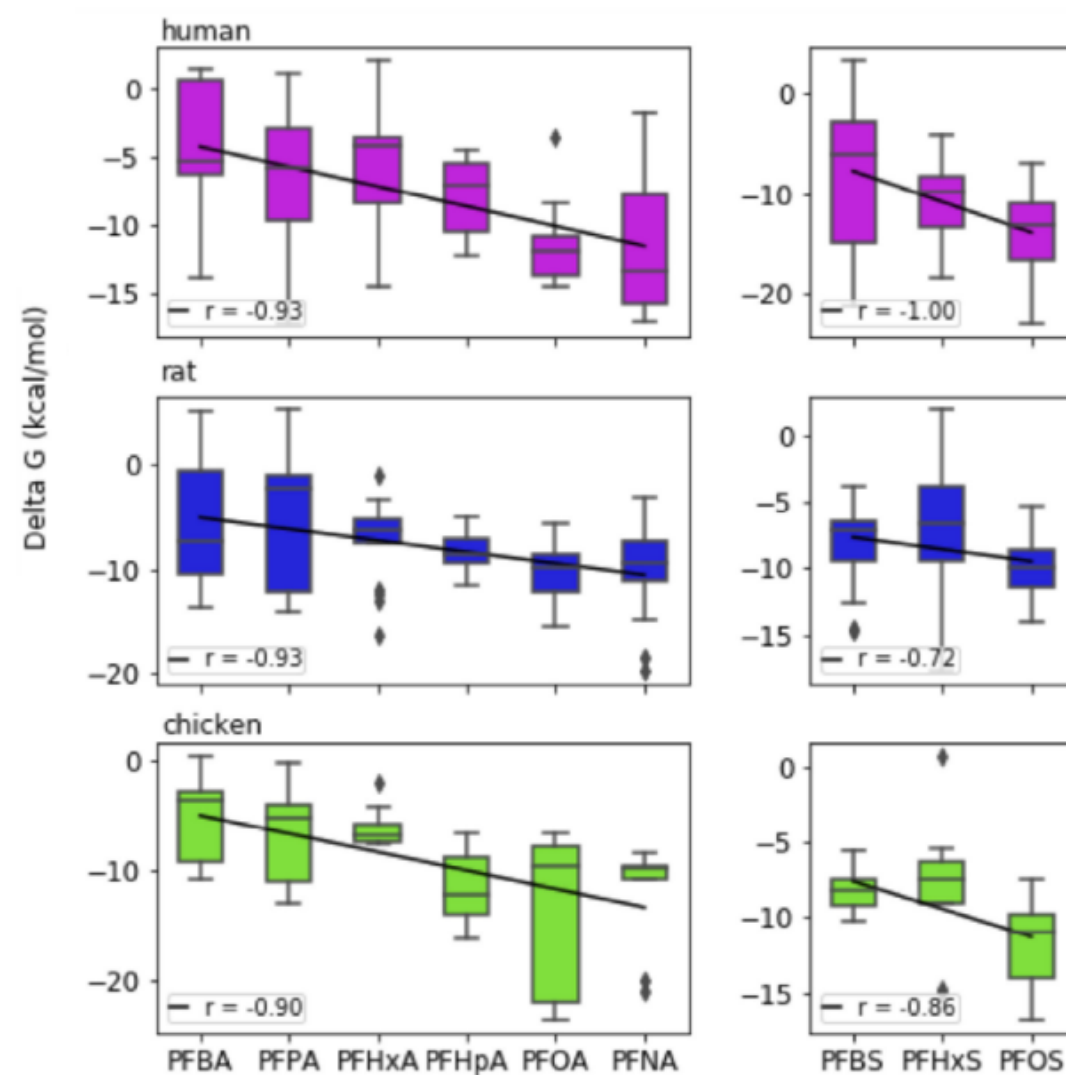 human
0
−5
−10
−15
r = -0.93
0
−10
−20
r = -1.00
Delta G (kcal/mol)
rat
0
−10
−20
r = -0.93
0
−5
−10
−15
r = -0.72
chicken
0
−10
−20
r = -0.90
0
−5
−10
−15
r = -0.86
PFBA PFPA PFHxA PFHpA PFOA PFNA
PFBS PFHxS PFOS